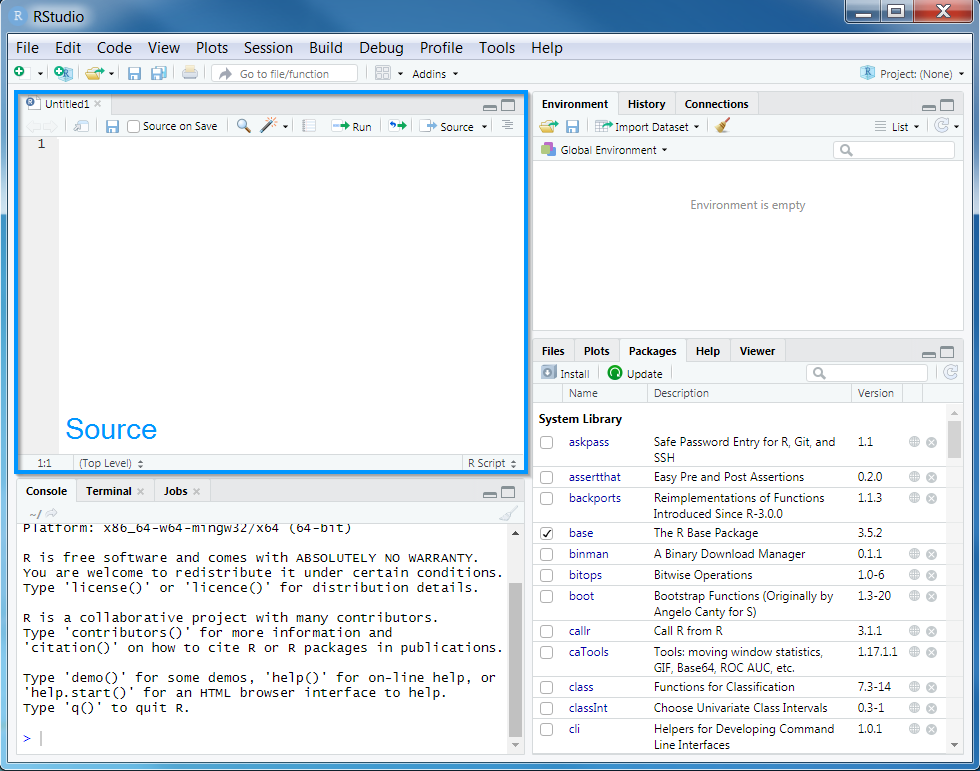 RStudio
File Edit Code View Plots Session Build Debug Profile Tools Help
Go to file/function Addins Project: (None)
Untitled1
Source on Save Run Source
1
Source
1:1 (Top Level) R Script
Console Terminal Jobs
~/
Platform: x86_64-w64-mingw32/x64 (64-bit)
R is free software and comes with ABSOLUTELY NO WARRANTY.
You are welcome to redistribute it under certain conditions.
Type 'license()' or 'licence()' for distribution details.
R is a collaborative project with many contributors.
Type 'contributors()' for more information and
'citation()' on how to cite R or R packages in publications.
Type 'demo()' for some demos, 'help()' for on-line help, or
'help.start()' for an HTML browser interface to help.
Type 'q()' to quit R.
>
Environment History Connections
Import Dataset List
Global Environment
Environment is empty
Files Plots Packages Help Viewer
Install Update
Name Description Version
System Library
askpass Safe Password Entry for R, Git, and 1.1
SSH
assertthat Easy Pre and Post Assertions 0.2.0
backports Reimplementations of Functions 1.1.3
Introduced Since R-3.0.0
base The R Base Package 3.5.2
binman A Binary Download Manager 0.1.1
bitops Bitwise Operations 1.0-6
boot Bootstrap Functions (Originally by 1.3-20
Angelo Canty for S)
callr Call R from R 3.1.1
caTools Tools: moving window statistics, 1.17.1.1
GIF, Base64, ROC AUC, etc.
class Functions for Classification 7.3-14
classInt Choose Univariate Class Intervals 0.3-1
cli Helpers for Developing Command 1.0.1
Line Interfaces